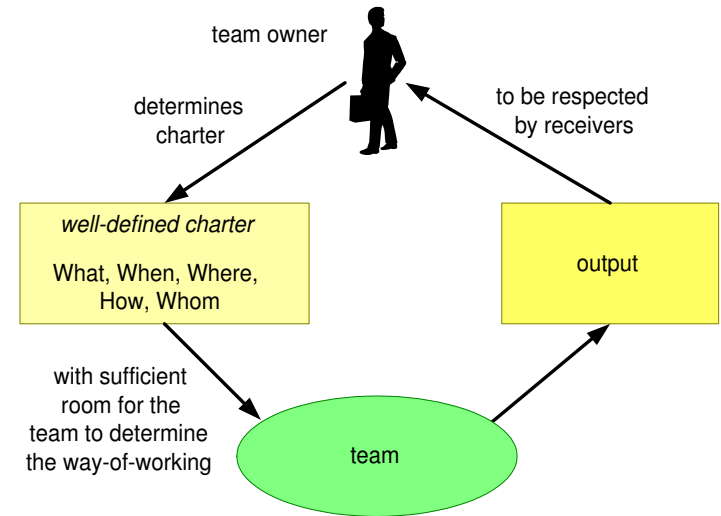 team owner
determines
charter
to be respected
by receivers
well-defined charter
What, When, Where,
How, Whom
output
with sufficient
room for the
team to determine
the way-of-working
team